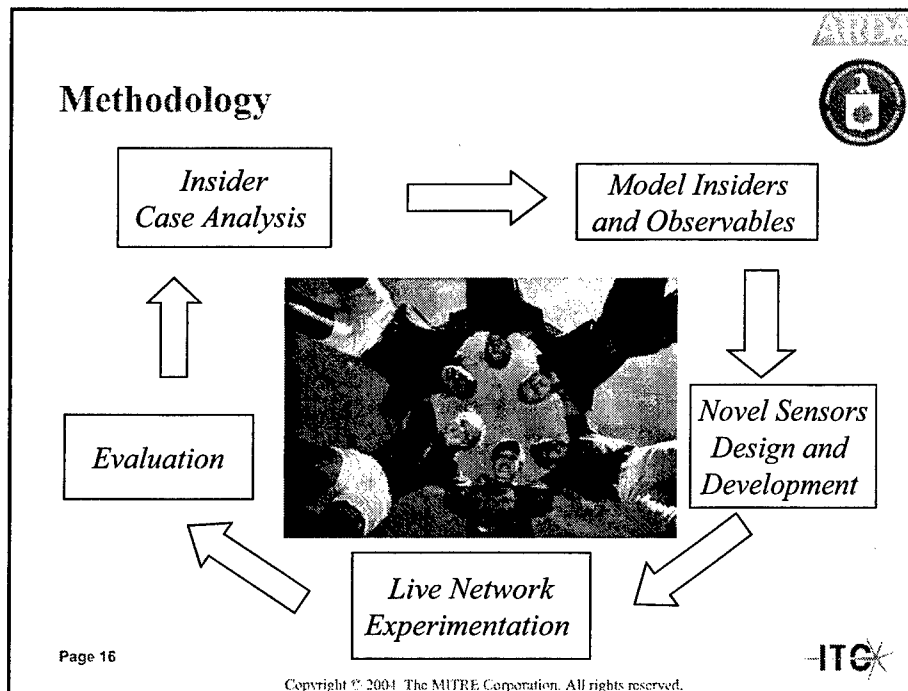 ARDA
Methodology
Insider
Case Analysis
Model Insiders
and Observables
Novel Sensors
Design and
Development
Evaluation
Live Network
Experimentation
Page 16
ITC
Copyright © 2004 The MITRE Corporation. All rights reserved.